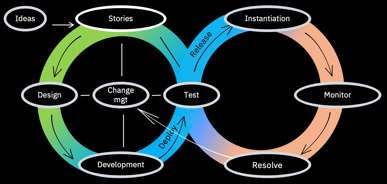 Ideas
Stories
Instantiation
Release
Design
Change
mgt
Test
Monitor
Deploy
Development
Resolve